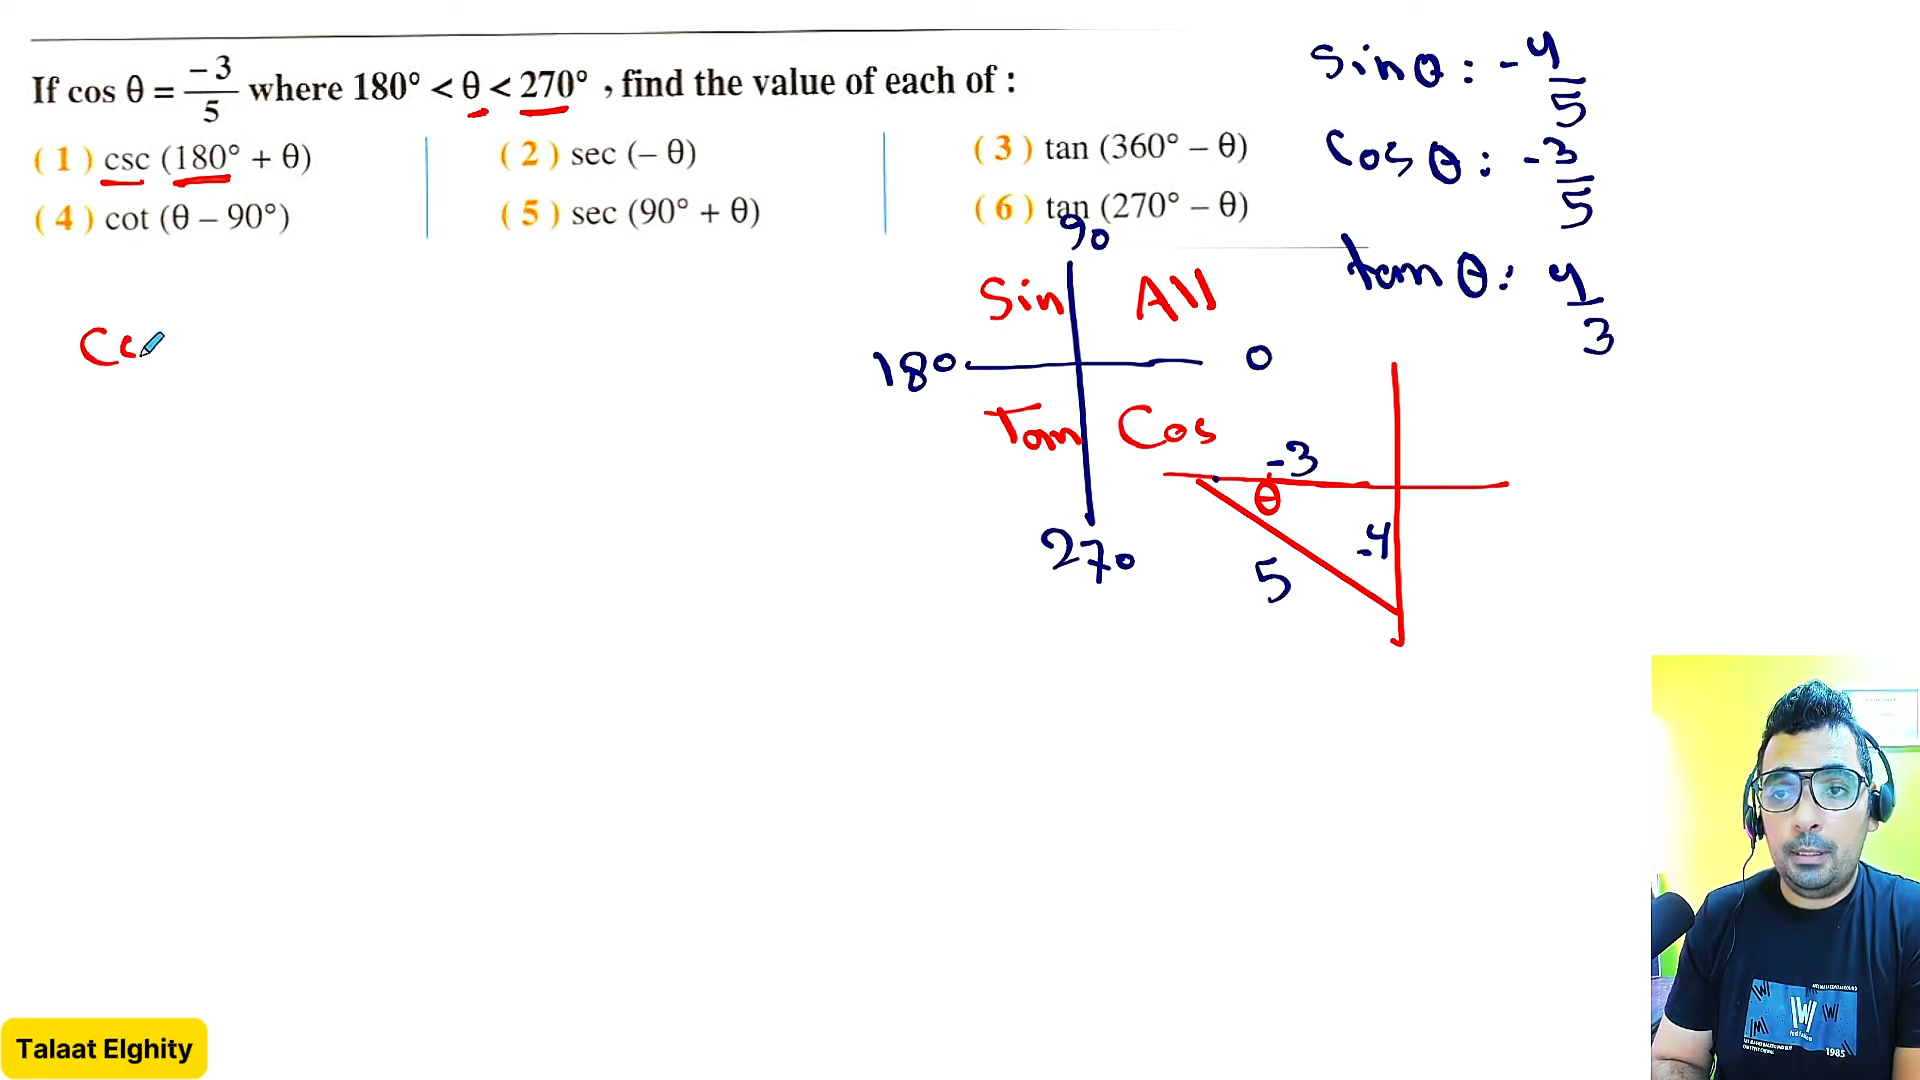 If cos θ = -3/5 where 180° < θ < 270° , find the value of each of :
( 1 ) csc (180° + θ)
( 2 ) sec (– θ)
( 3 ) tan (360° – θ)
( 4 ) cot (θ – 90°)
( 5 ) sec (90° + θ)
( 6 ) tan (270° – θ)
Sin θ : -4/5
Cos θ : -3/5
tan θ : 4/3
90
Sin All
180 0
Tan Cos
270
-3
θ
-4
5
Cs
Talaat Elghity
1985